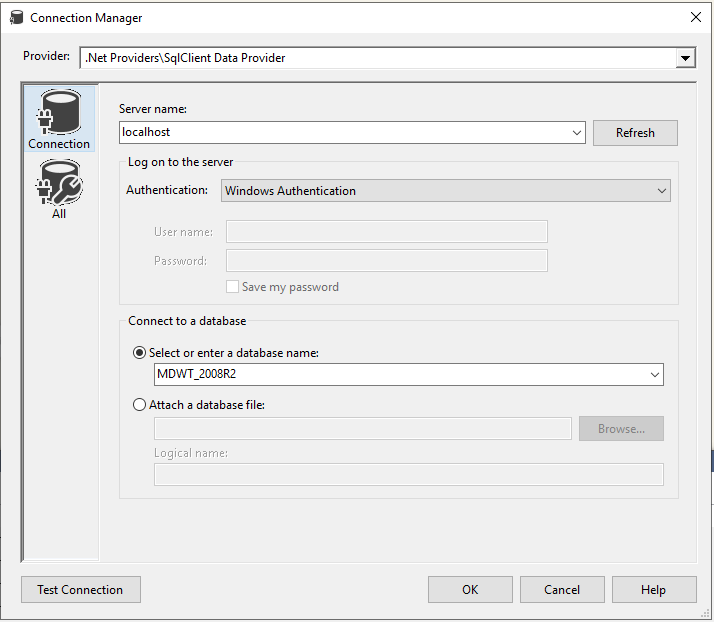 Connection Manager
Provider: .Net Providers\SqlClient Data Provider
Connection
All
Server name:
localhost
Refresh
Log on to the server
Authentication: Windows Authentication
User name:
Password:
Save my password
Connect to a database
Select or enter a database name:
MDWT_2008R2
Attach a database file:
Browse...
Logical name:
Test Connection OK Cancel Help